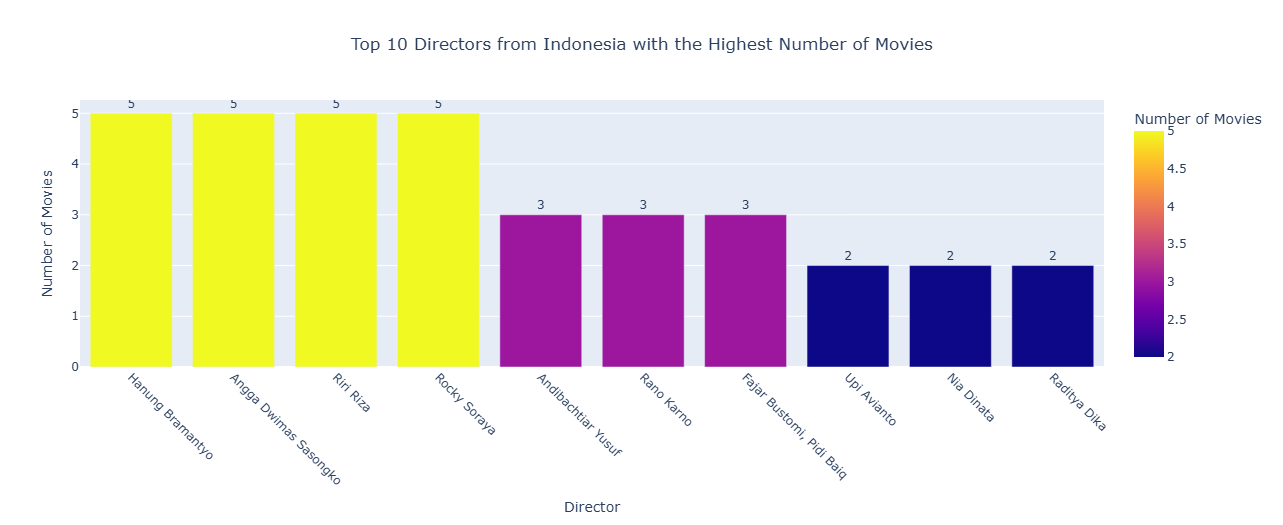 Top 10 Directors from Indonesia with the Highest Number of Movies
5 5 5 5 3 3 3 2 2 2
Number of Movies
5
4
3
2
1
0
Hanung Bramantyo
Angga Dwimas Sasongko
Riri Riza
Rocky Soraya
Andibachtiar Yusuf
Rano Karno
Fajar Bustomi, Pidi Baiq
Upi Avianto
Nia Dinata
Raditya Dika
Director
Number of Movies
5
4.5
4
3.5
3
2.5
2